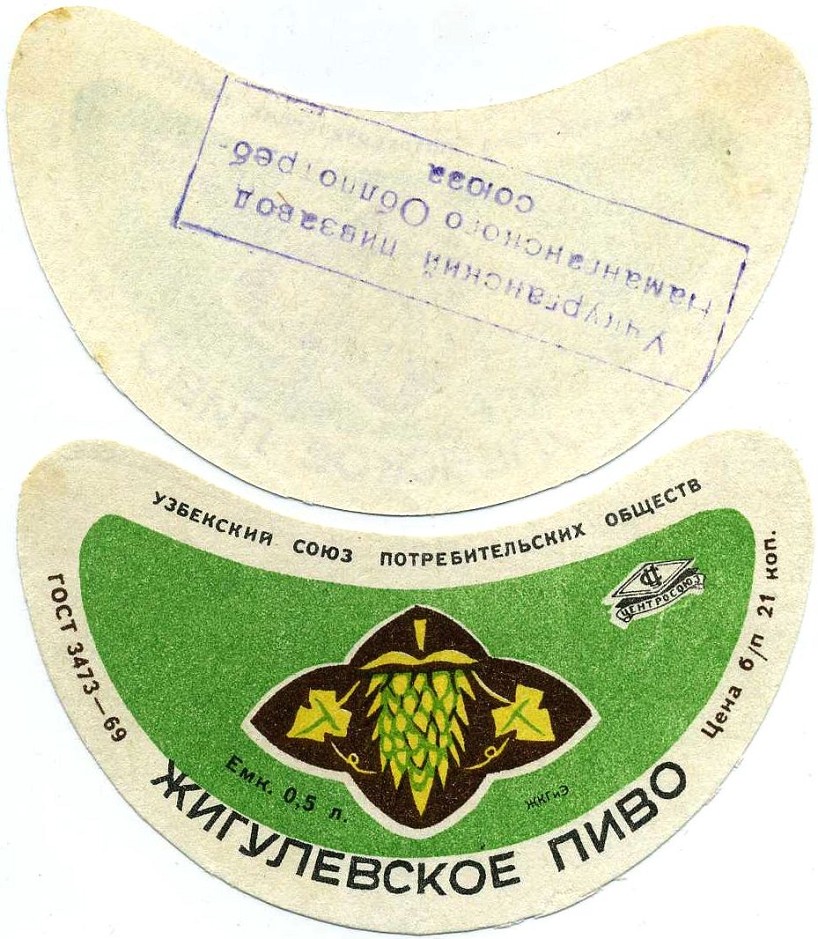 Учкурганский пивзавод
Наманганского Облпотреб-
союза
УЗБЕКСКИЙ СОЮЗ ПОТРЕБИТЕЛЬСКИХ ОБЩЕСТВ
ЦЕНТРОСОЮЗ
ГОСТ 3473—69
Цена б/п 21 коп.
Емк. 0,5 л.
ЖКГиЭ
ЖИГУЛЕВСКОЕ ПИВО